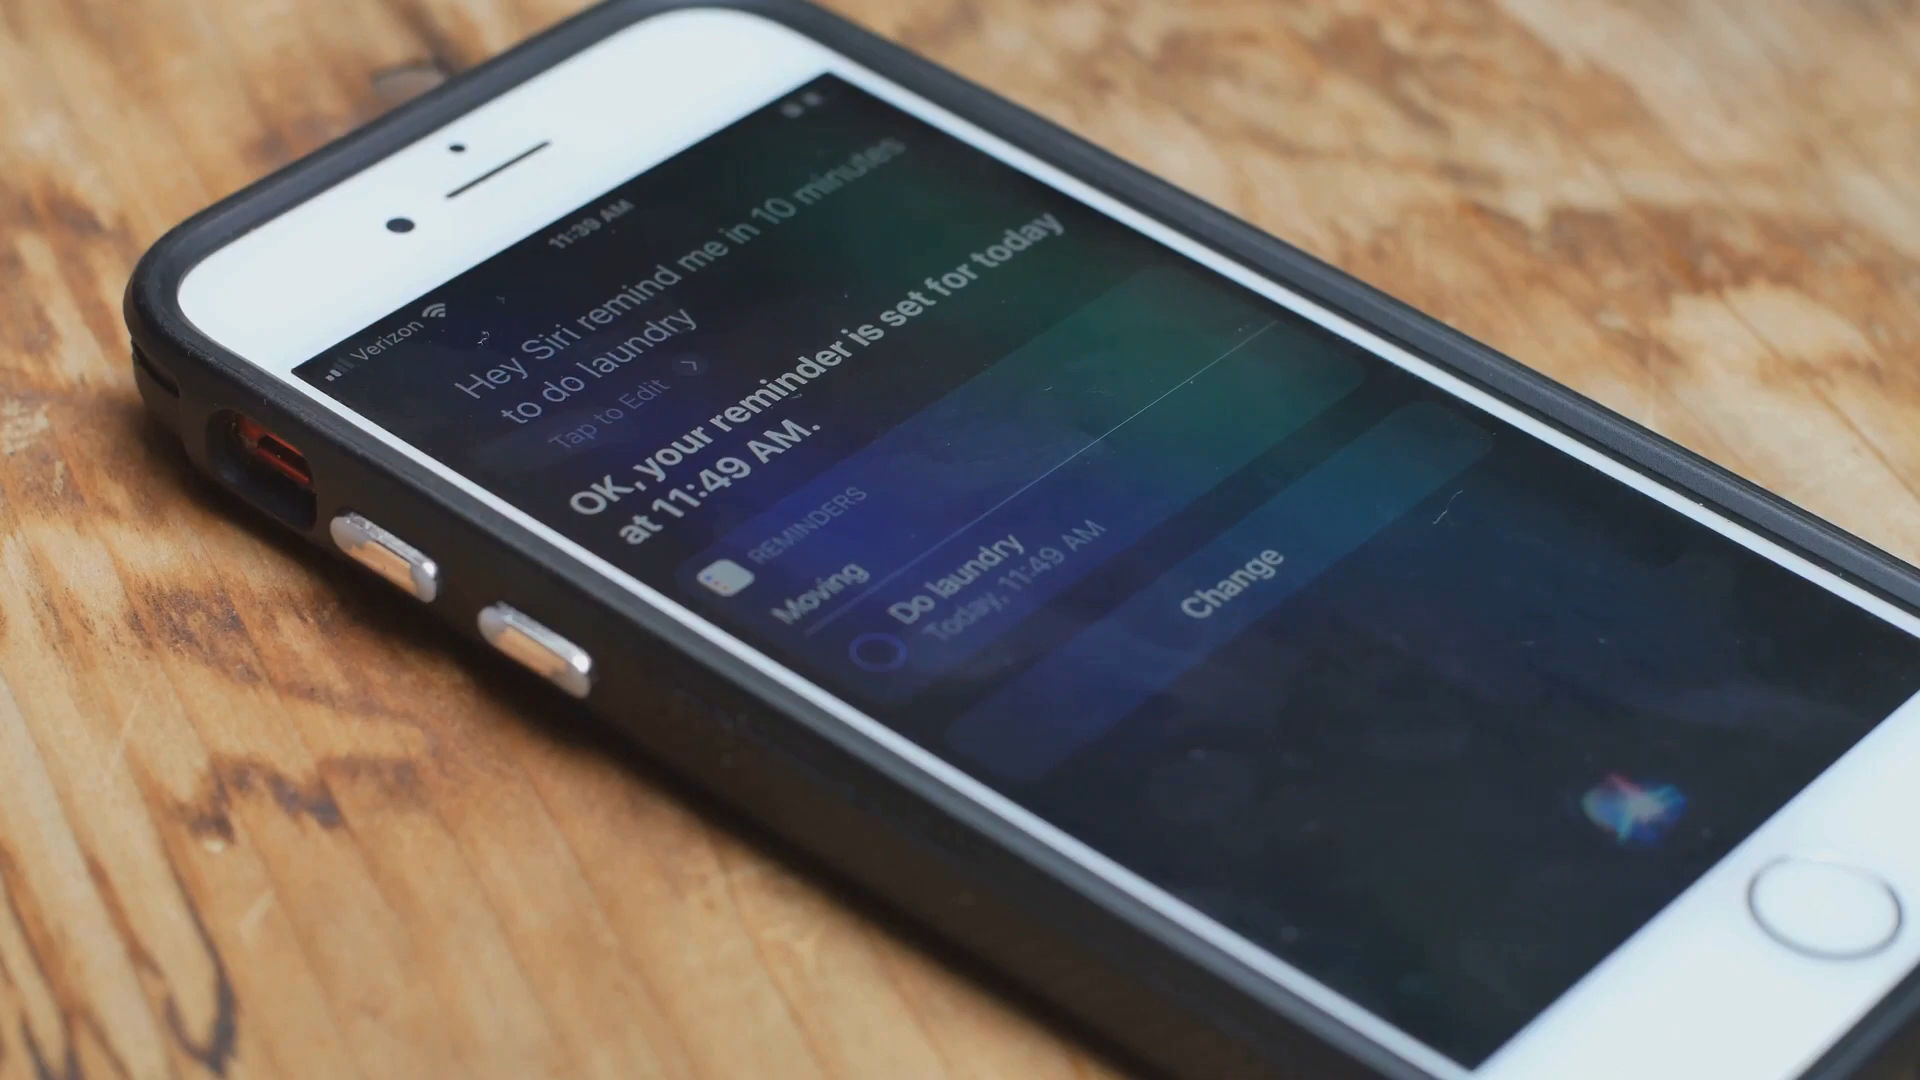 Verizon 11:39 AM
Hey Siri remind me in 10 minutes
to do laundry
Tap to Edit
OK, your reminder is set for today
at 11:49 AM.
REMINDERS
Moving
Do laundry
Today, 11:49 AM
Change